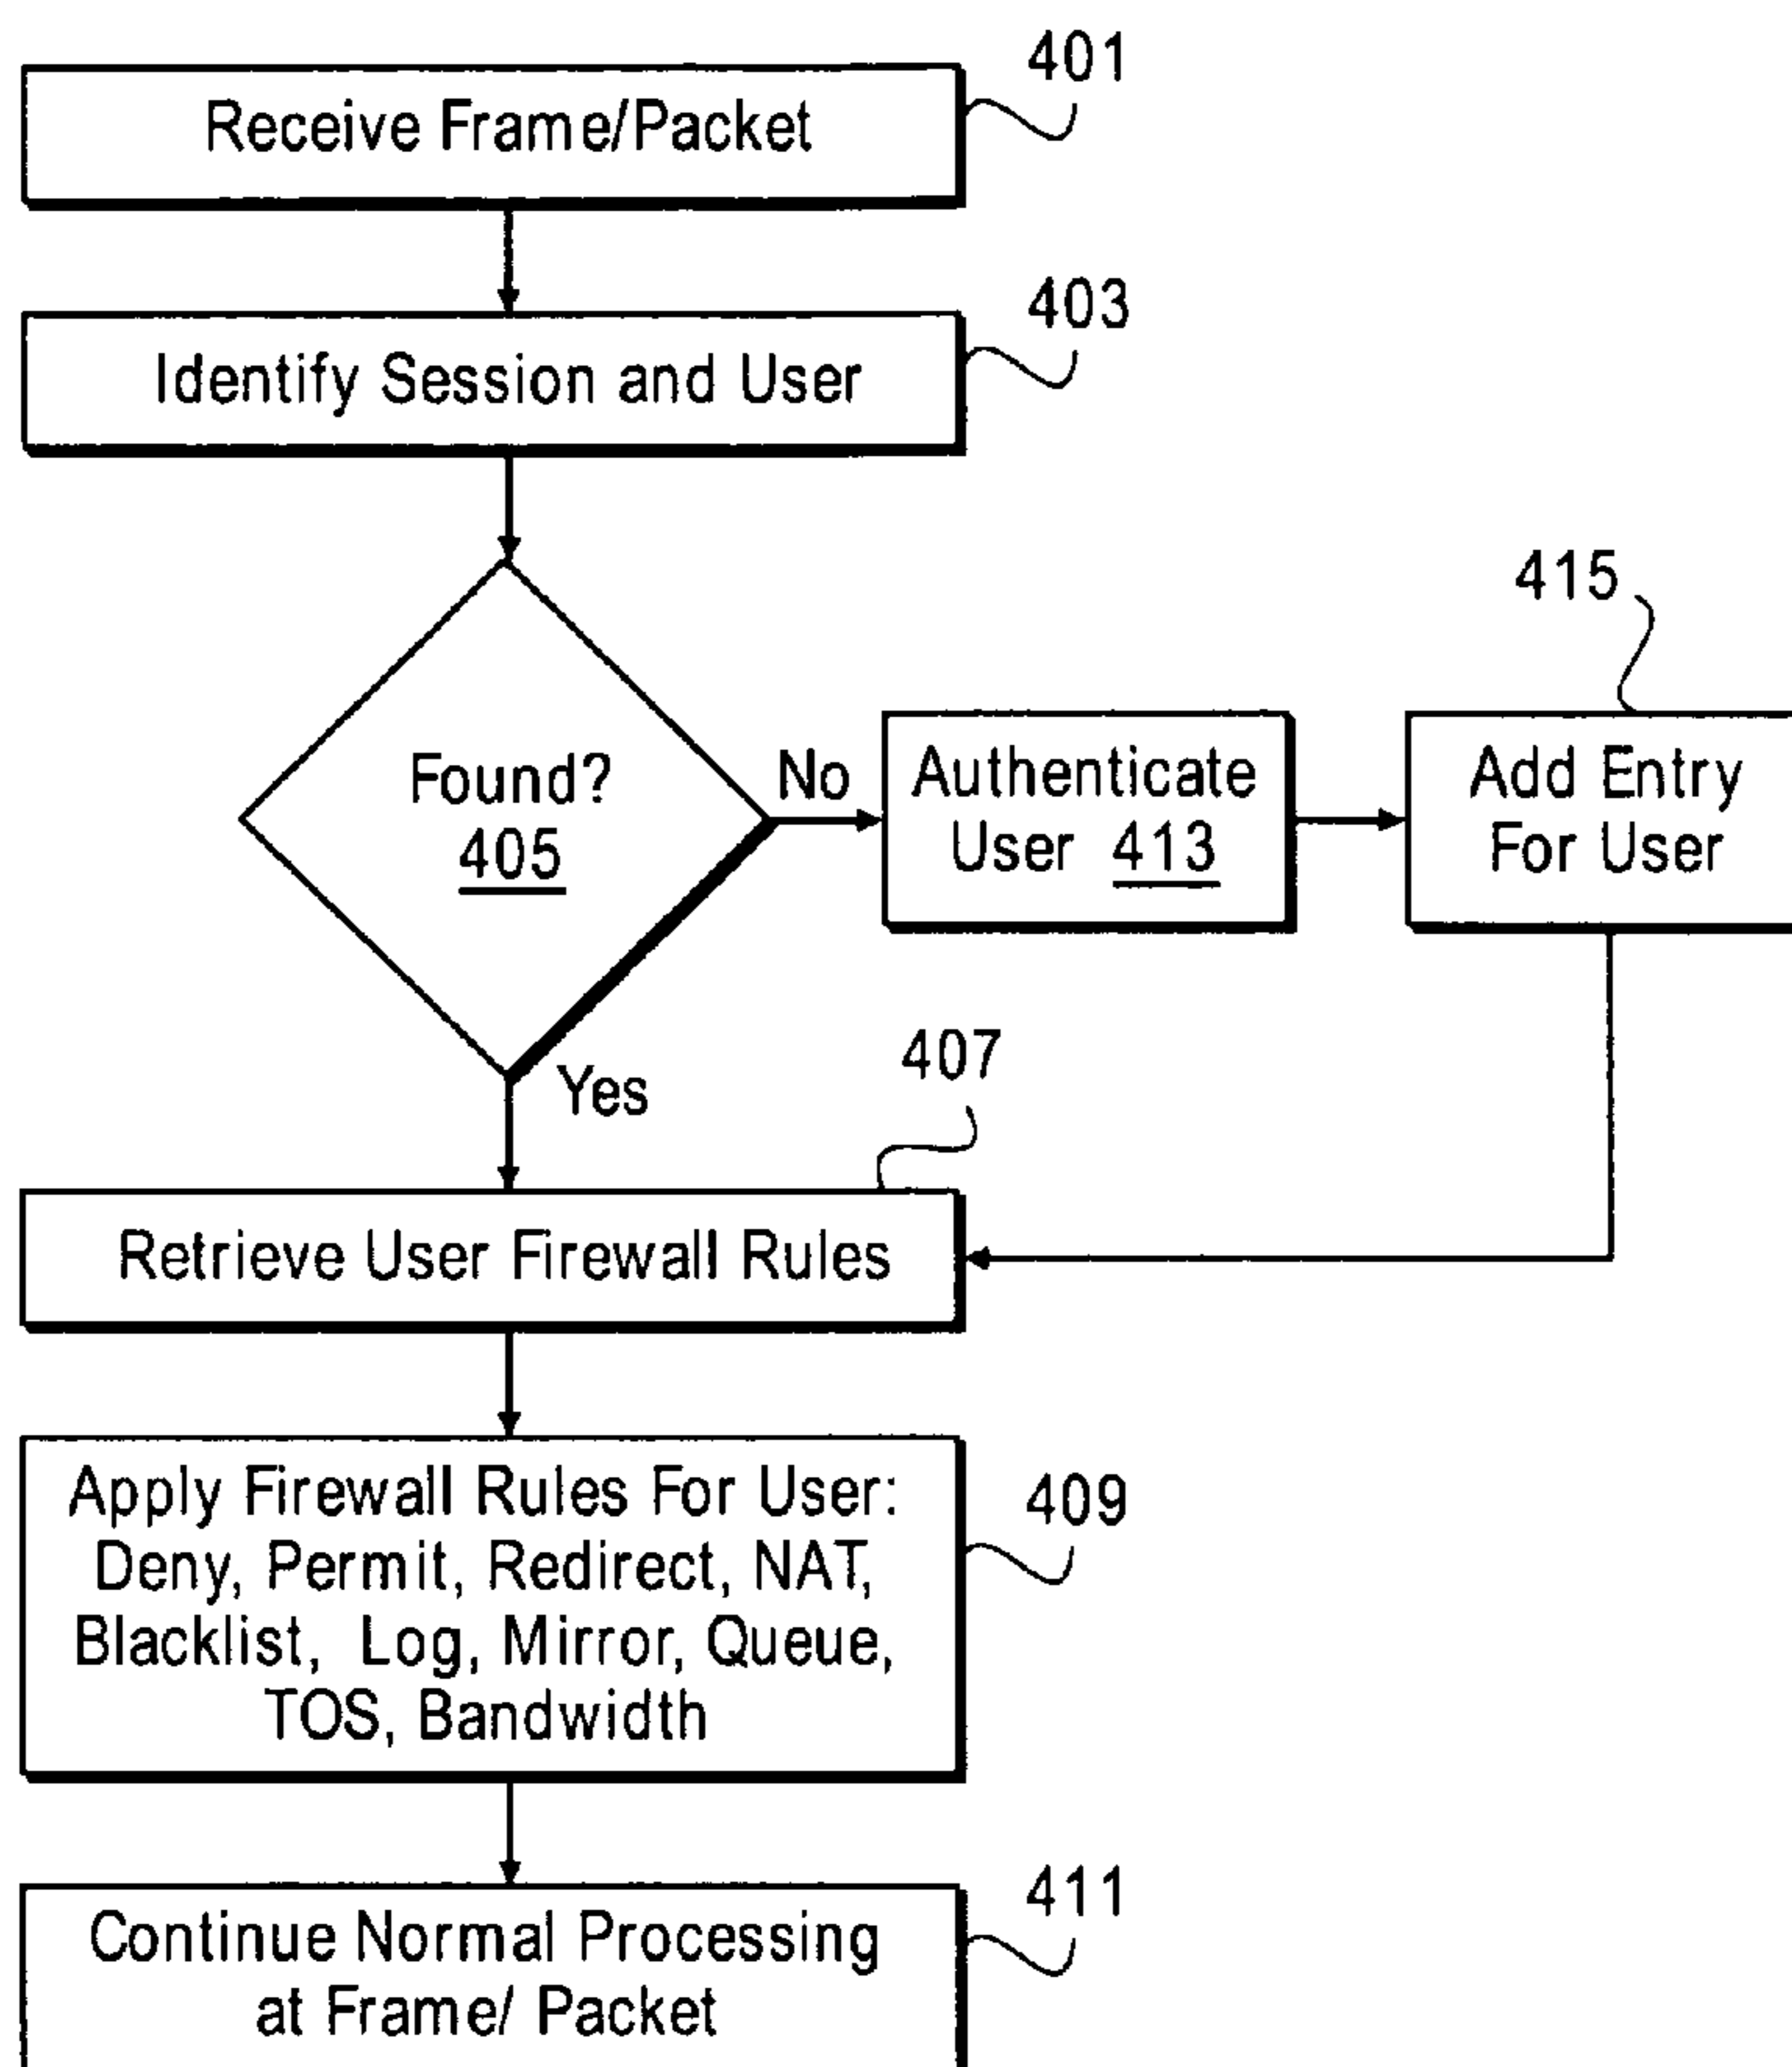 401
Receive Frame/Packet
403
Identify Session and User
415
Found?
405
No
Authenticate
User 413
Add Entry
For User
Yes
407
Retrieve User Firewall Rules
409
Apply Firewall Rules For User:
Deny, Permit, Redirect, NAT,
Blacklist, Log, Mirror, Queue,
TOS, Bandwidth
411
Continue Normal Processing
at Frame/ Packet